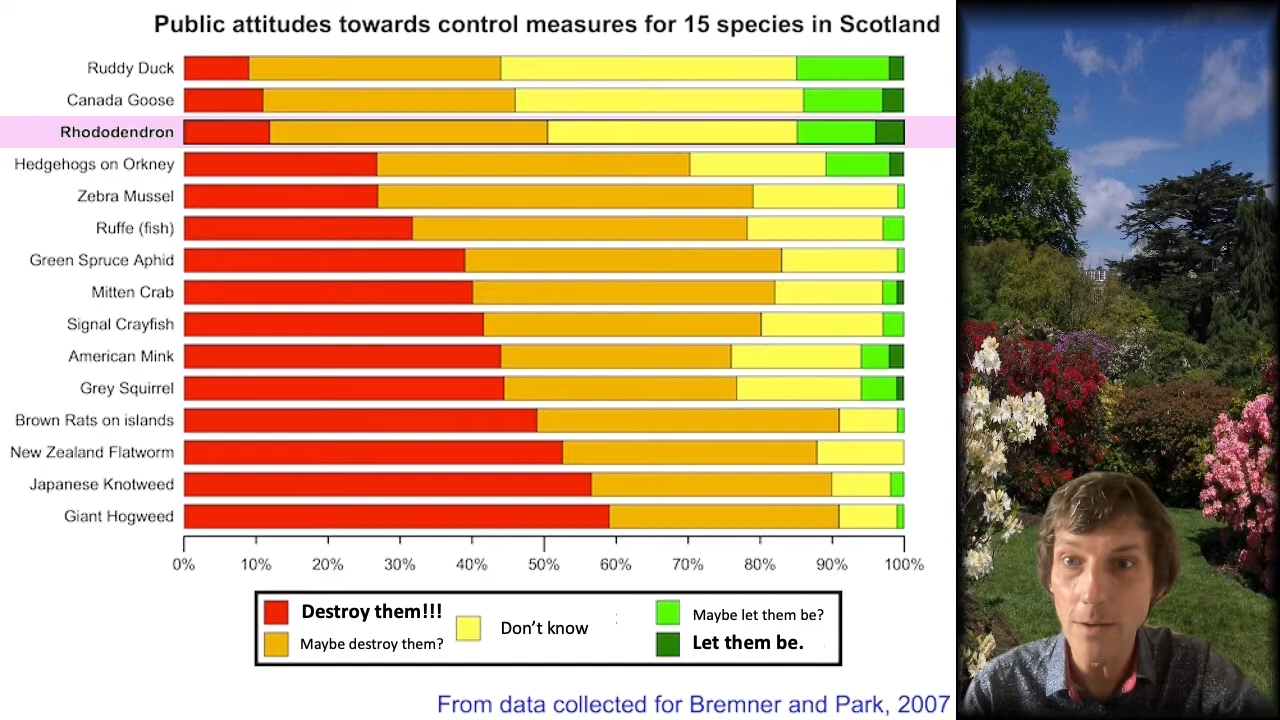 Public attitudes towards control measures for 15 species in Scotland
Ruddy Duck
Canada Goose
Rhododendron
Hedgehogs on Orkney
Zebra Mussel
Ruffe (fish)
Green Spruce Aphid
Mitten Crab
Signal Crayfish
American Mink
Grey Squirrel
Brown Rats on islands
New Zealand Flatworm
Japanese Knotweed
Giant Hogweed
0% 10% 20% 30% 40% 50% 60% 70% 80% 90% 100%
Destroy them!!!
Maybe destroy them?
Don't know
Maybe let them be?
Let them be.
From data collected for Bremner and Park, 2007